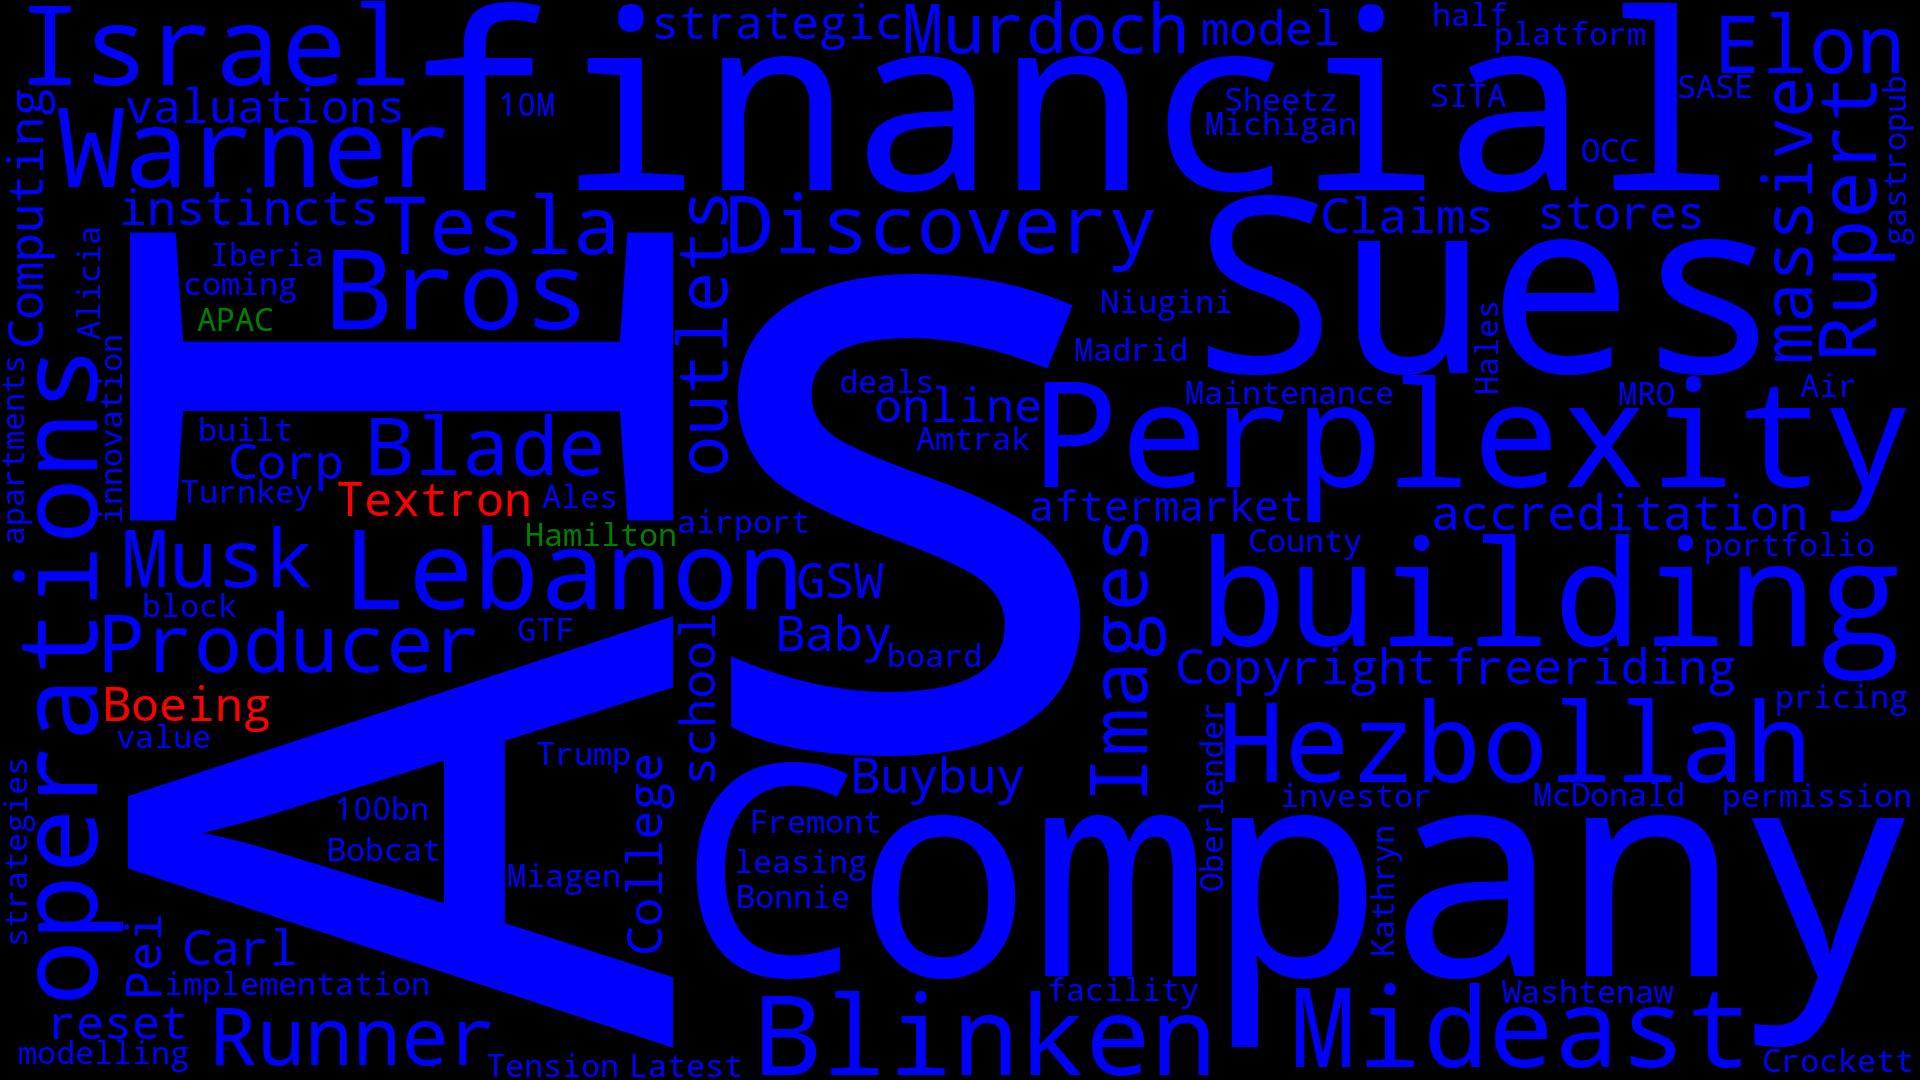 Israel
financial
strategic
Murdoch
model
half
platform
Elon
valuations
10M
Sheetz
Michigan
SITA
SASE
OCC
Warner
Computing
massive
Rupert
gastropub
instincts
Tesla
outlets
Discovery
Sues
Claims
stores
Alicia
Iberia
coming
APAC
Bros
AI
S
Niugini
Madrid
Hales
innovation
apartments
operations
deals
online
Amtrak
Perplexity
Maintenance
MRO
Air
built
Corp
Blade
Turnkey
Textron
Ales
Hamilton
airport
aftermarket
accreditation
Musk
Lebanon
GSW
Images
County
portfolio
building
block
Producer
GTF
school
Baby
board
Copyright
freeriding
pricing
Boeing
value
Trump
College
Buybuy
Oberlender
Hezbollah
investor
McDonald
permission
strategies
100bn
Bobcat
Miagen
Fremont
leasing
Bonnie
Company
Kathryn
Pel
Carl
implementation
facility
Washtenaw
reset
modelling
Runner
Tension
Latest
Blinken
Mideast
Crockett